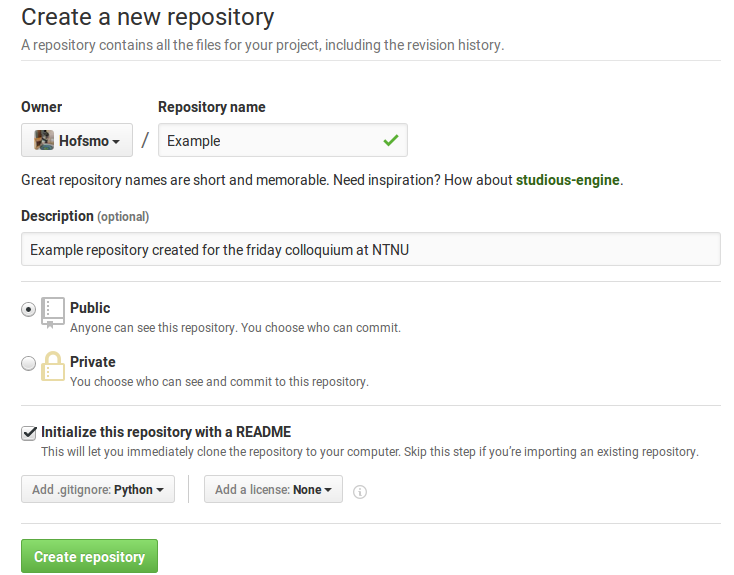 Create a new repository
A repository contains all the files for your project, including the revision history.
Owner Repository name
Hofsmo / Example
Great repository names are short and memorable. Need inspiration? How about studious-engine.
Description (optional)
Example repository created for the friday colloquium at NTNU
Public
Anyone can see this repository. You choose who can commit.
Private
You choose who can see and commit to this repository.
Initialize this repository with a README
This will let you immediately clone the repository to your computer. Skip this step if you’re importing an existing repository.
Add .gitignore: Python Add a license: None
Create repository